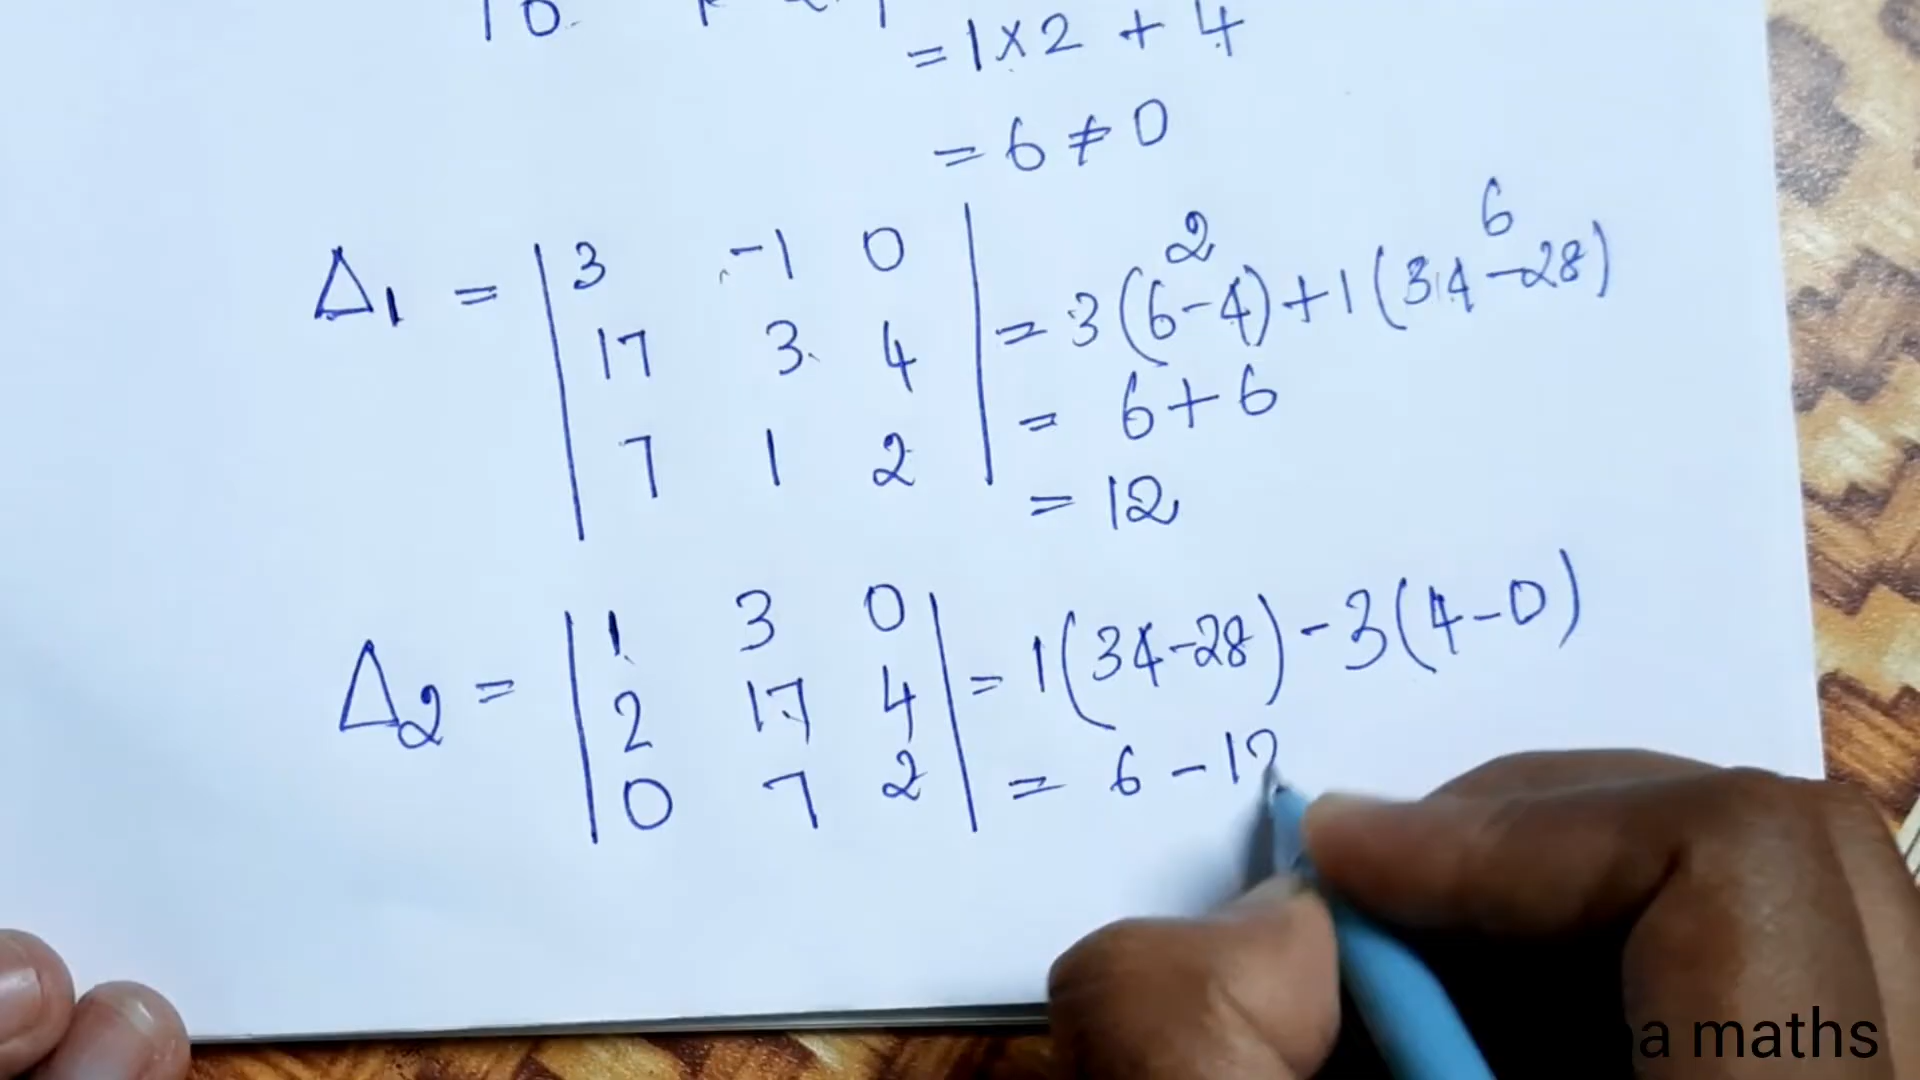 = 1 × 2 + 4
= 6 ≠ 0
Δ1 = | 3 -1 0 | = 3(6-4) + 1(34-28)
2 6
17 3 4
= 6 + 6
7 1 2
= 12
Δ2 = | 1 3 0 | = 1(34-28) - 3(4-0)
2 17 4
0 7 2 = 6 - 12
a maths